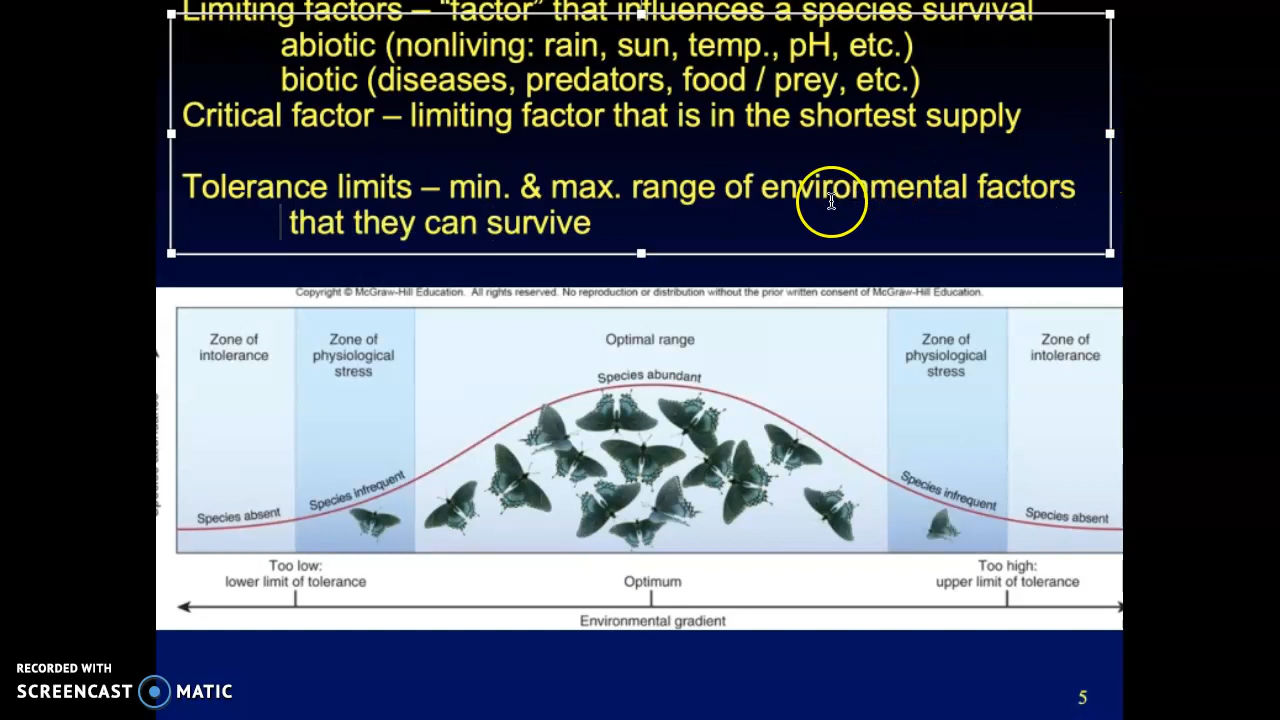 Limiting factors – “factor” that influences a species survival
abiotic (nonliving: rain, sun, temp., pH, etc.)
biotic (diseases, predators, food / prey, etc.)
Critical factor – limiting factor that is in the shortest supply
Tolerance limits – min. & max. range of environmental factors
that they can survive
Copyright © McGraw-Hill Education. All rights reserved. No reproduction or distribution without the prior written consent of McGraw-Hill Education.
Zone of
intolerance
Zone of
physiological
stress
Optimal range
Zone of
physiological
stress
Zone of
intolerance
Species abundant
Species absent
Species infrequent
Species infrequent
Species absent
Too low:
lower limit of tolerance
Optimum
Too high:
upper limit of tolerance
Environmental gradient
RECORDED WITH
SCREENCAST MATIC
5